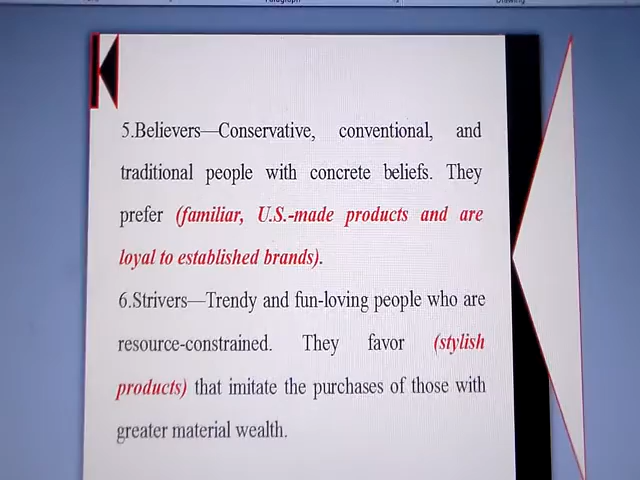 Paragraph
Drawing
5.Believers—Conservative, conventional, and
traditional people with concrete beliefs. They
prefer (familiar, U.S.-made products and are
loyal to established brands).
6.Strivers—Trendy and fun-loving people who are
resource-constrained. They favor (stylish
products) that imitate the purchases of those with
greater material wealth.